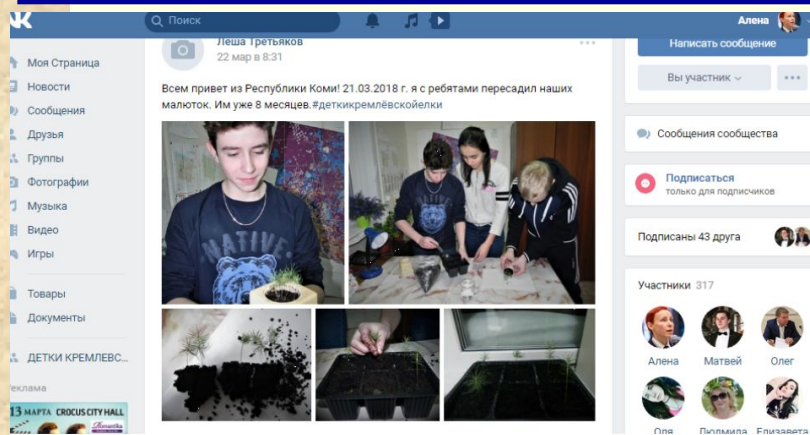 Поиск
Алена
Моя Страница
Новости
Сообщения
Друзья
Группы
Фотографии
Музыка
Видео
Игры
Товары
Документы
ДЕТКИ КРЕМЛЕВС...
Леша Третьяков
22 мар в 8:31
Всем привет из Республики Коми! 21.03.2018 г. я с ребятами пересадил наших
малюток. Им уже 8 месяцев.#деткикремлёвскойелки
NATIVE
Написать сообщение
Вы участник
Сообщения сообщества
Подписаться
только для подписчиков
Подписаны 43 друга
Участники 317
Алена Матвей Олег
Оля Людмила Елизавета
13 МАРТА CROCUS CITY HALL